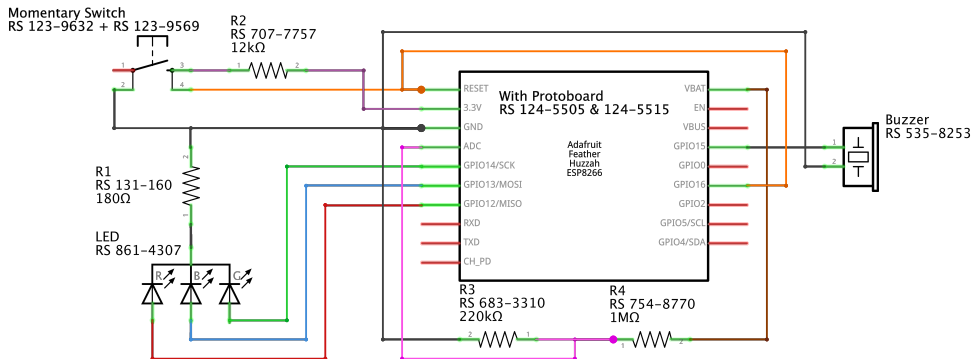 Momentary Switch
RS 123-9632 + RS 123-9569
1
2
3
4
R2
RS 707-7757
12kΩ
1
2
R1
RS 131-160
180Ω
2
1
LED
RS 861-4307
R
B
G
With Protoboard
RS 124-5505 & 124-5515
Adafruit
Feather
Huzzah
ESP8266
RESET
3.3V
GND
ADC
GPIO14/SCK
GPIO13/MOSI
GPIO12/MISO
RXD
TXD
CH_PD
VBAT
EN
VBUS
GPIO15
GPIO0
GPIO16
GPIO2
GPIO5/SCL
GPIO4/SDA
Buzzer
RS 535-8253
1
2
R3
RS 683-3310
220kΩ
2
1
R4
RS 754-8770
1MΩ
1
2